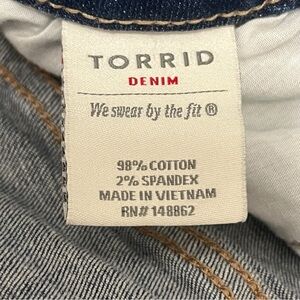 TORRID
DENIM
We swear by the fit ®
98% COTTON
2% SPANDEX
MADE IN VIETNAM
RN# 148862